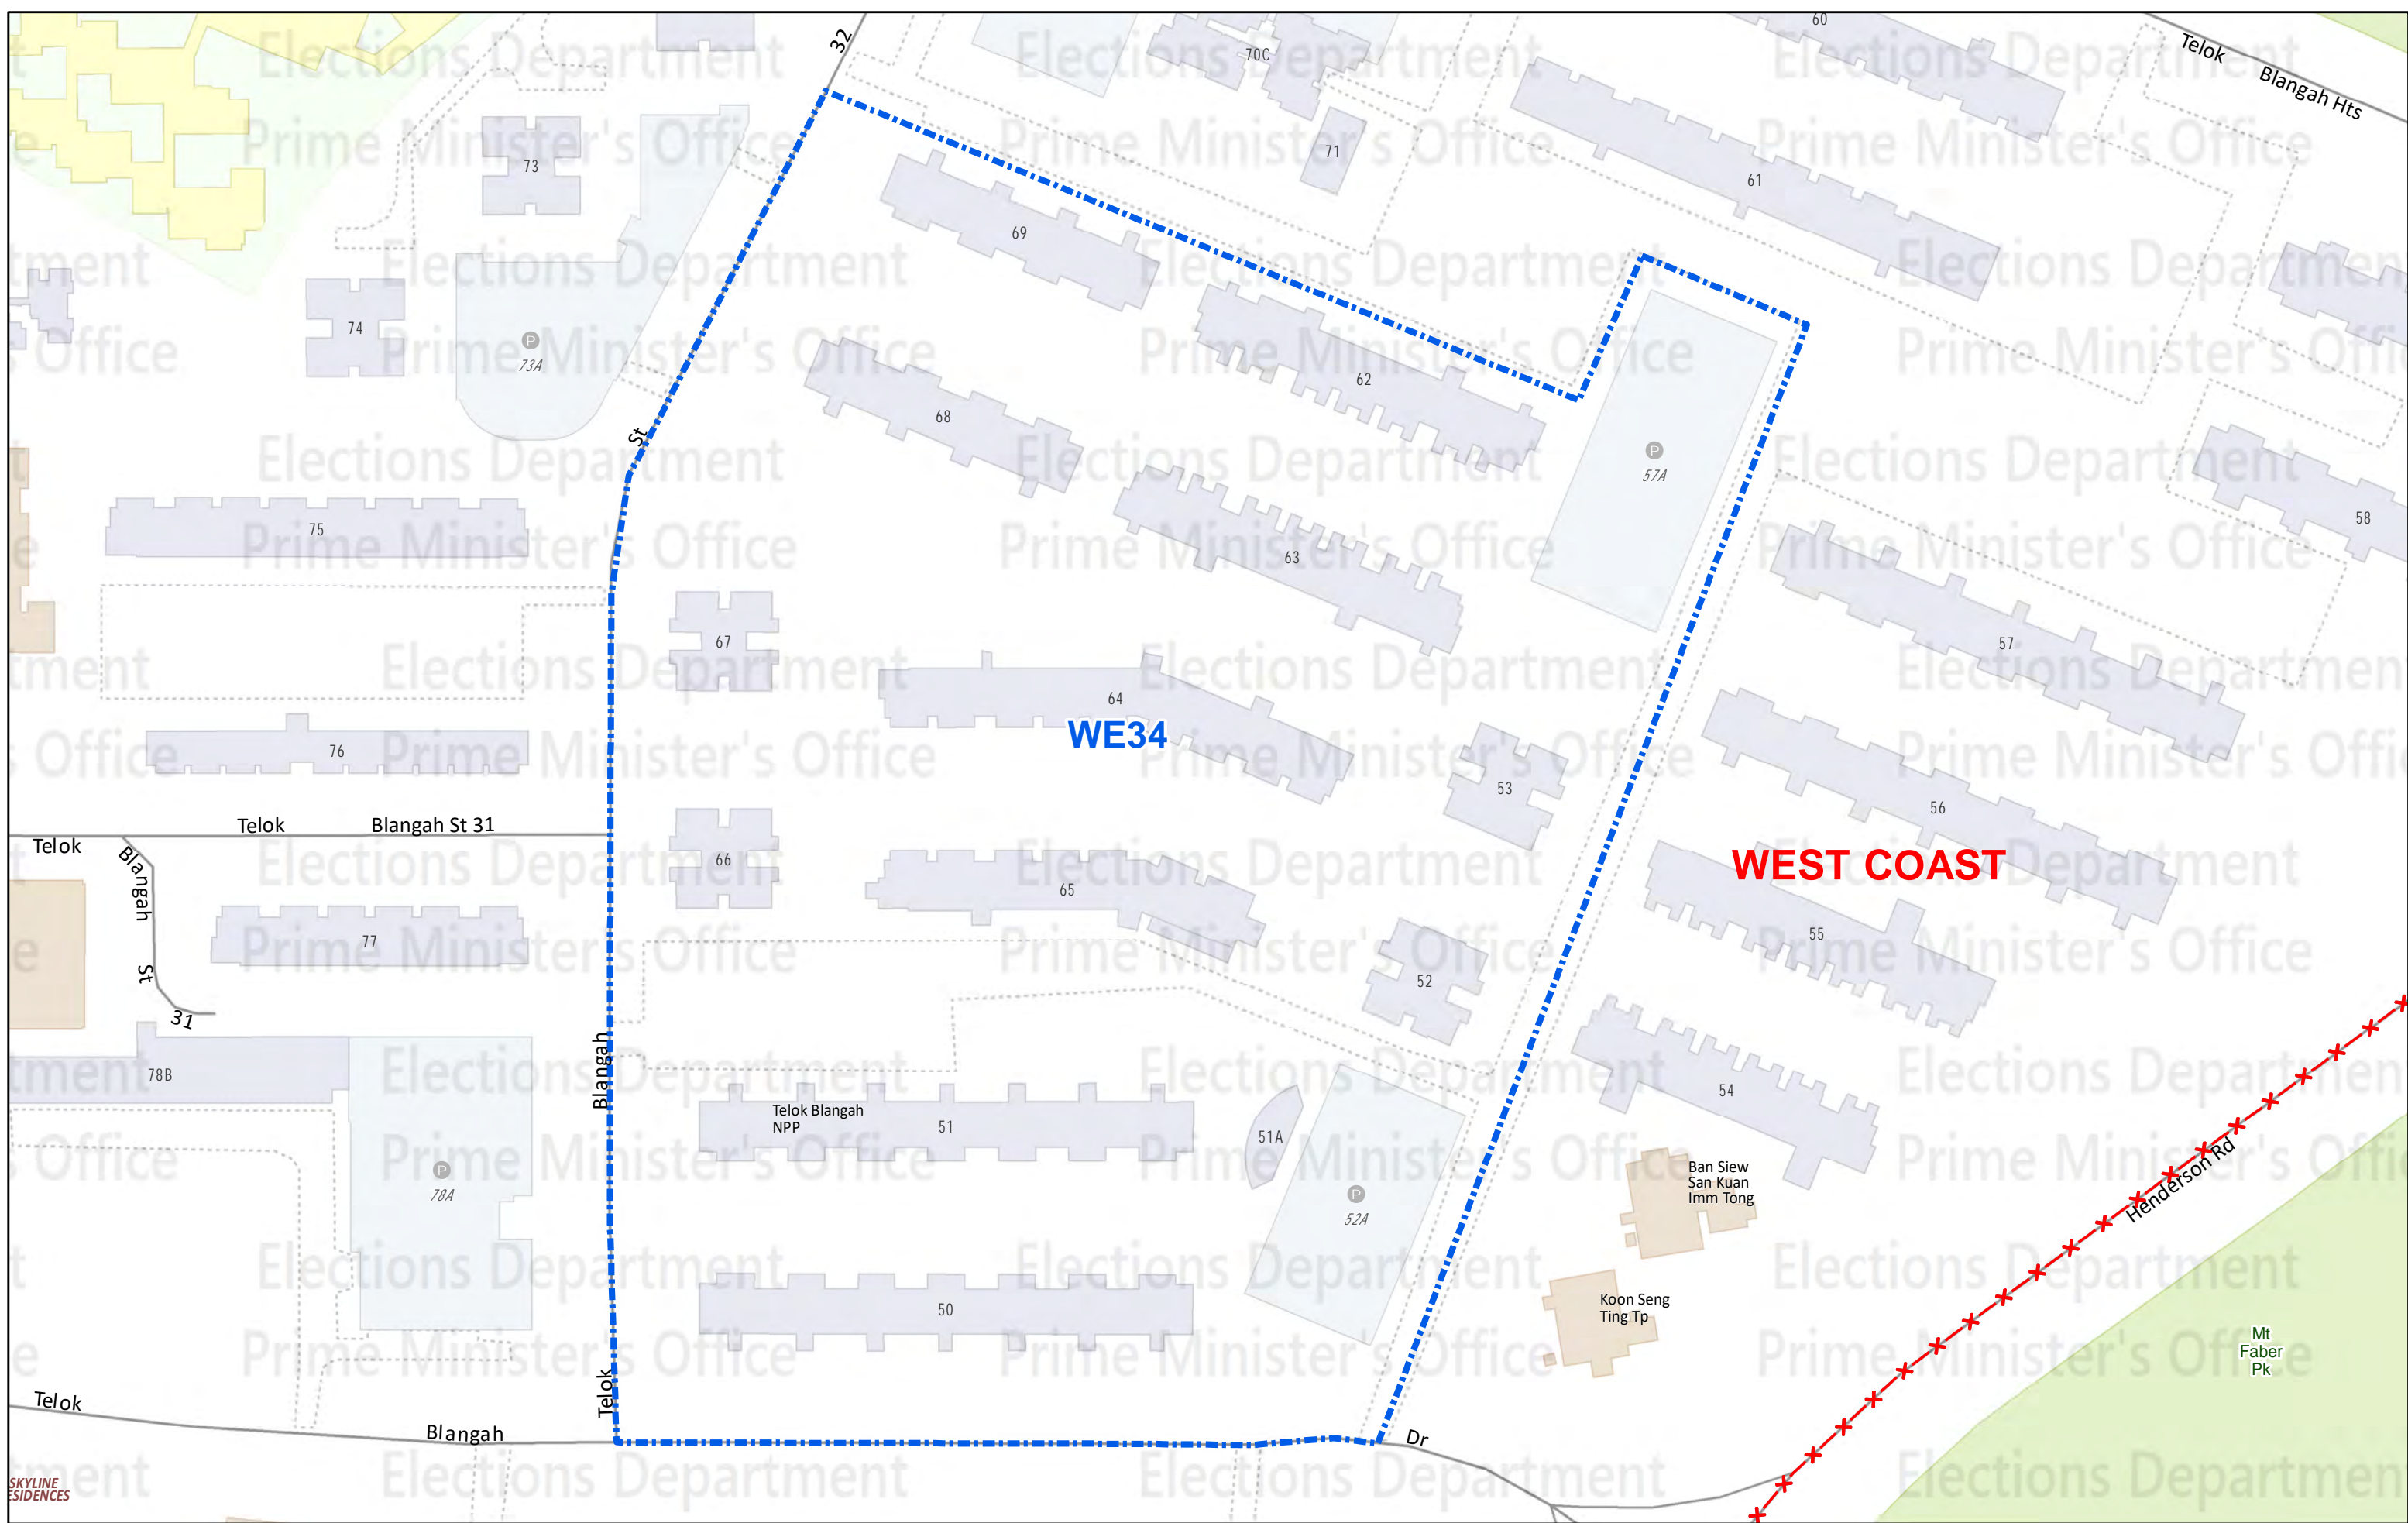 60
Telok
Blangah Hts
32
70C
73
71
61
69
74
P
73A
62
68
St
P
57A
75
63
58
67
57
64
WE34
76
53
56
Telok Blangah St 31
Telok
Blangah
St
31
66
65
WEST COAST
77
55
52
78B
Blangah
Telok Blangah
NPP
51
51A
54
P
78A
P
52A
Ban Siew
San Kuan
Imm Tong
Henderson Rd
50
Koon Seng
Ting Tp
Mt
Faber
Pk
Telok
Telok
Blangah
Dr
SKYLINE
ESIDENCES
Elections Department
Prime Minister's Office